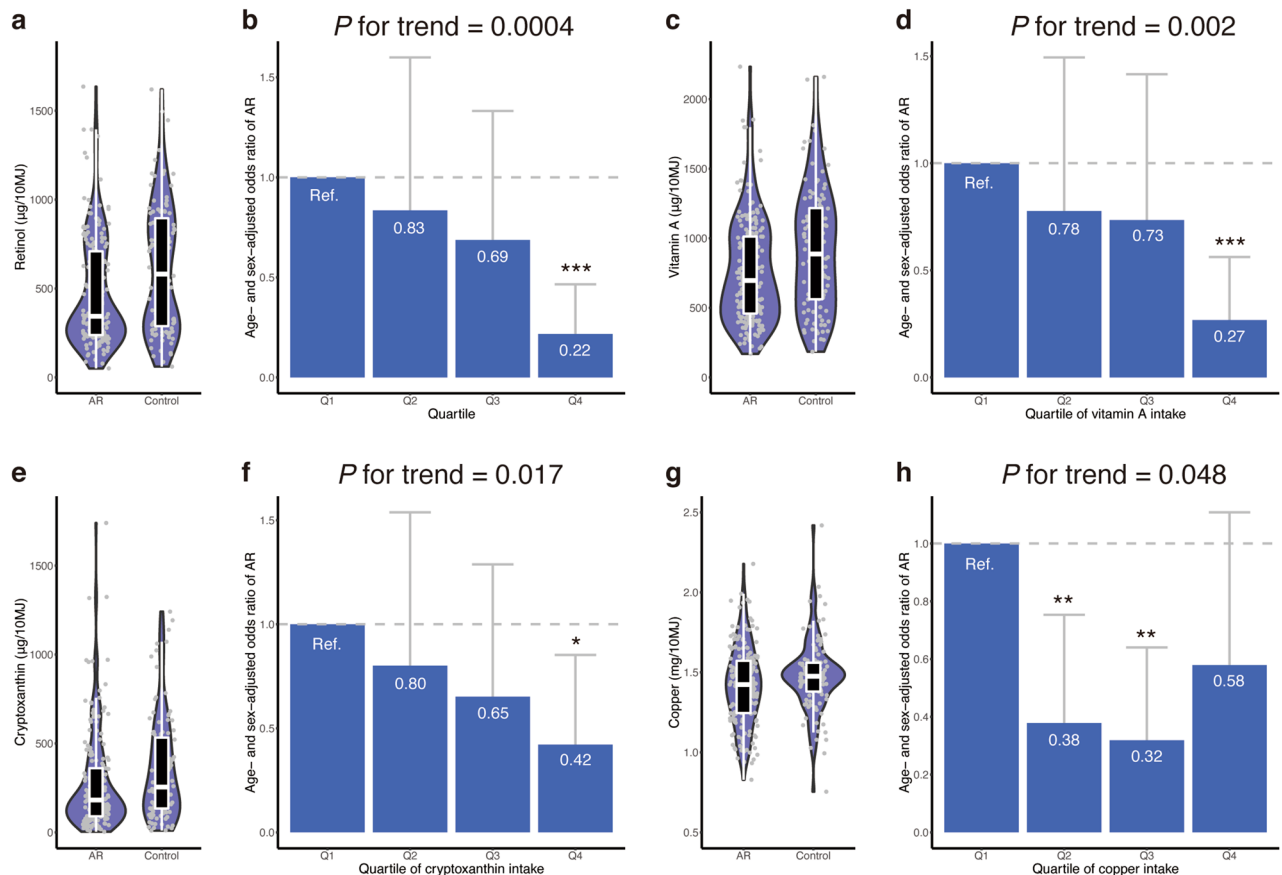 a
Retinol (μg/10MJ)
1500
1000
500
0
AR Control
b
P for trend = 0.0004
Age− and sex−adjusted odds ratio of AR
1.5
1.0
0.5
0.0
Ref.
0.83
0.69
***
0.22
Q1 Q2 Q3 Q4
Quartile
c
Vitamin A (μg/10MJ)
2000
1500
1000
500
0
AR Control
d
P for trend = 0.002
Age− and sex−adjusted odds ratio of AR
1.5
1.0
0.5
0.0
Ref.
0.78
0.73
***
0.27
Q1 Q2 Q3 Q4
Quartile of vitamin A intake
e
Cryptoxanthin (μg/10MJ)
1500
1000
500
0
AR Control
f
P for trend = 0.017
Age− and sex−adjusted odds ratio of AR
1.5
1.0
0.5
0.0
Ref.
0.80
0.65
*
0.42
Q1 Q2 Q3 Q4
Quartile of cryptoxanthin intake
g
Copper (mg/10MJ)
2.5
2.0
1.5
1.0
0.5
AR Control
h
P for trend = 0.048
Age− and sex−adjusted odds ratio of AR
1.0
0.8
0.6
0.4
0.2
0.0
Ref.
**
0.38
**
0.32
0.58
Q1 Q2 Q3 Q4
Quartile of copper intake